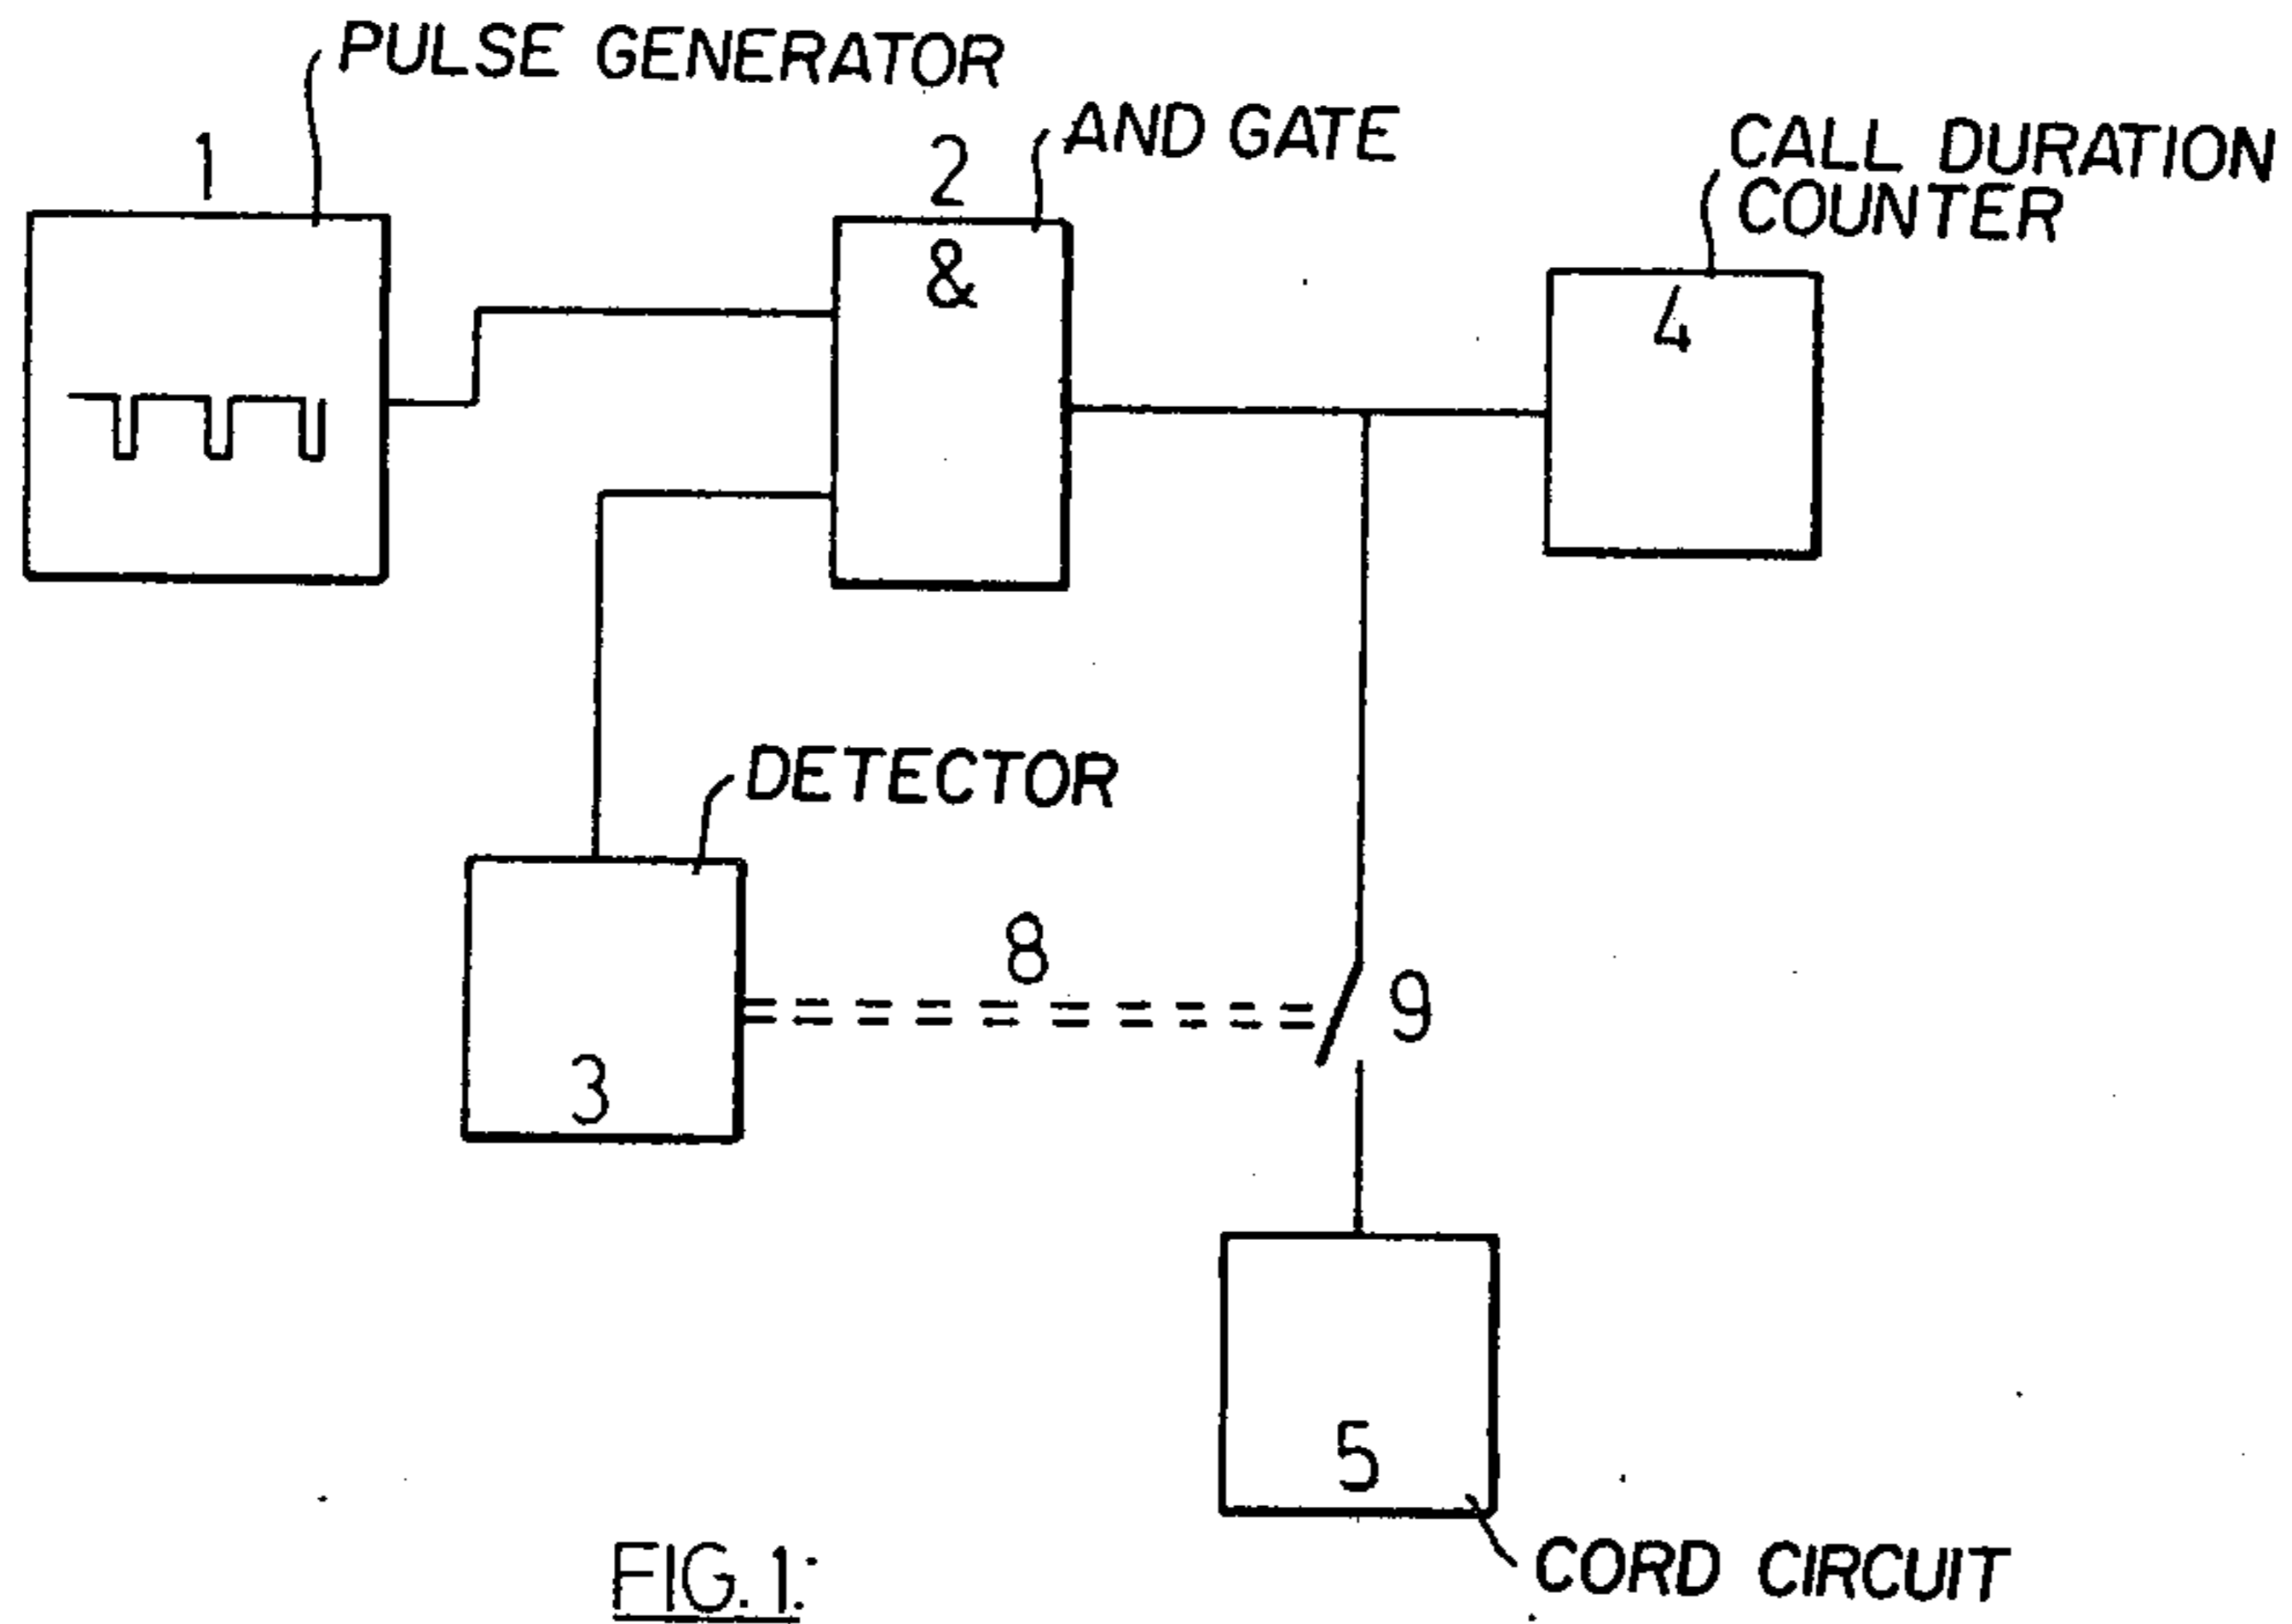 PULSE GENERATOR
1
AND GATE
2
&
CALL DURATION
COUNTER
4
DETECTOR
3
8
9
5
CORD CIRCUIT
FIG. 1: